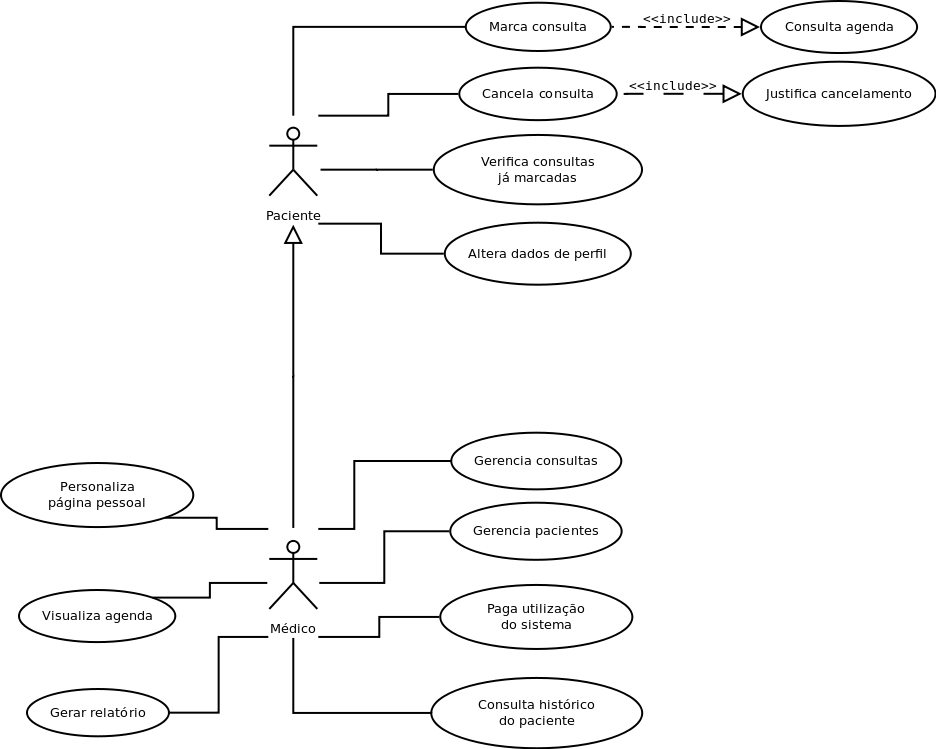 Marca consulta
<<include>>
Consulta agenda
Cancela consulta
<<include>>
Justifica cancelamento
Verifica consultas
já marcadas
Paciente
Altera dados de perfil
Gerencia consultas
Personaliza
página pessoal
Gerencia pacientes
Visualiza agenda
Médico
Paga utilização
do sistema
Gerar relatório
Consulta histórico
do paciente